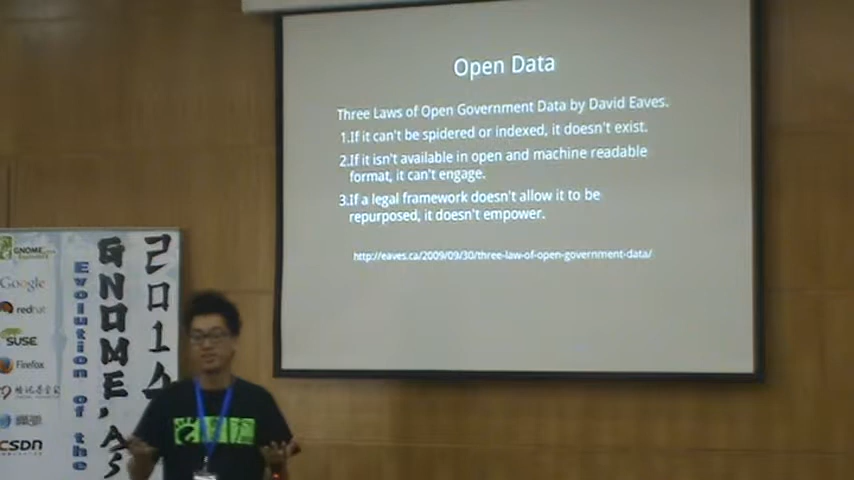 Open Data
Three Laws of Open Government Data by David Eaves.
1.If it can't be spidered or indexed, it doesn't exist.
2.If it isn't available in open and machine readable
format, it can't engage.
3.If a legal framework doesn't allow it to be
repurposed, it doesn't empower.
http://eaves.ca/2009/09/30/three-law-of-open-government-data/
GNOME
Google
redhat
SUSE
Firefox
CSDN
Evolution of the
GNOME,AS
2014